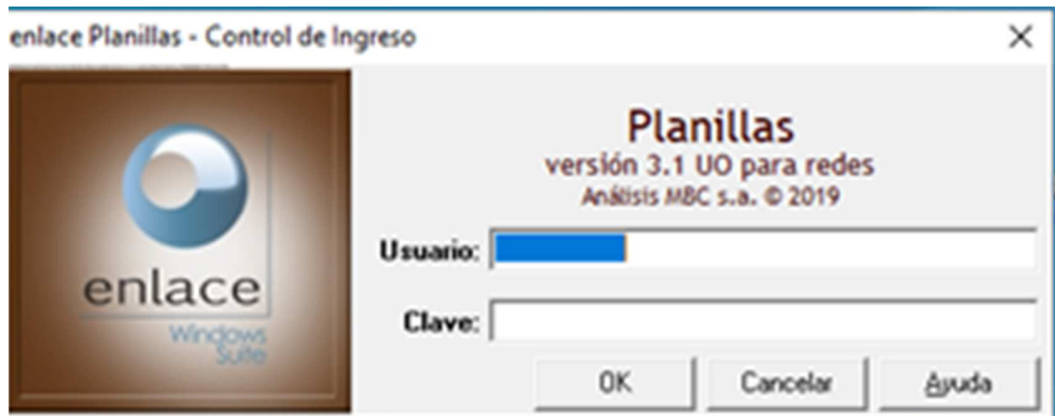 enlace Planillas - Control de Ingreso
enlace
Windows
Suite
Planillas
versión 3.1 UO para redes
Análisis MBC s.a. © 2019
Usuario:
Clave:
OK
Cancelar
Ayuda